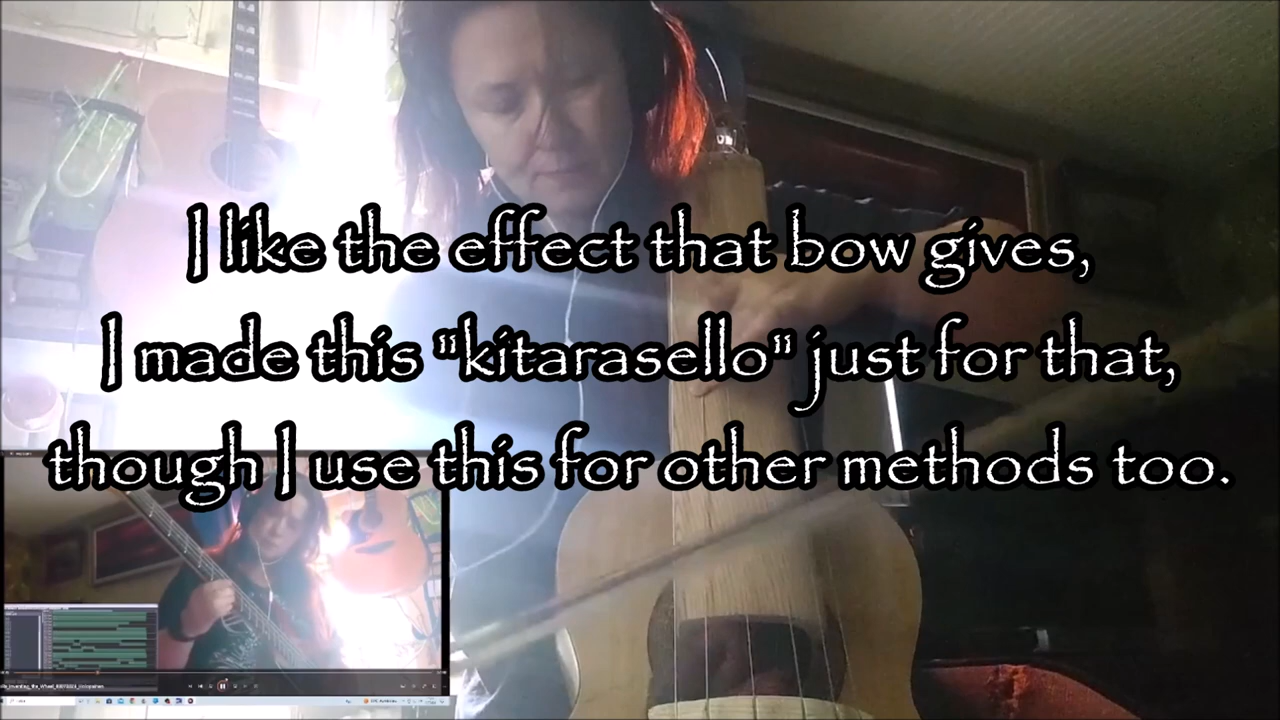 I like the effect that bow gives,
I made this "kitarasello" just for that,
though I use this for other methods too.